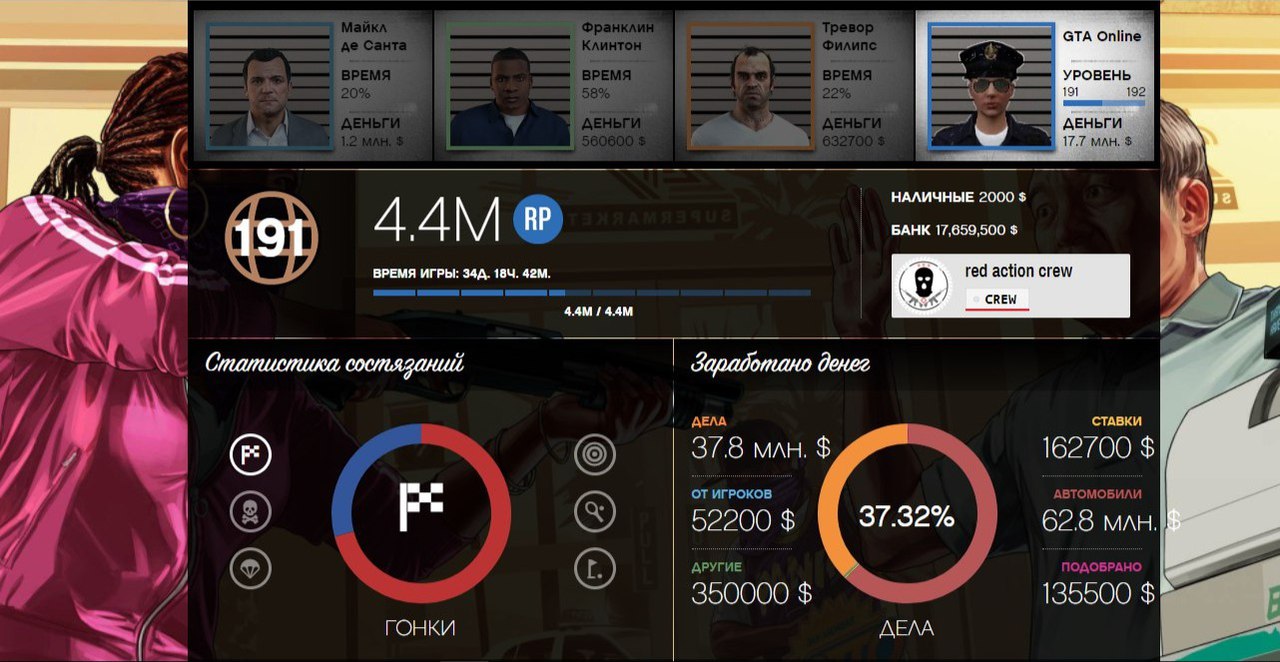 Майкл
де Санта
ВРЕМЯ
20%
ДЕНЬГИ
1.2 млн. $
Франклин
Клинтон
ВРЕМЯ
58%
ДЕНЬГИ
560600 $
Тревор
Филипс
ВРЕМЯ
22%
ДЕНЬГИ
632700 $
GTA Online
УРОВЕНЬ
191 192
ДЕНЬГИ
17.7 млн. $
191
4.4M RP
ВРЕМЯ ИГРЫ: 34Д. 18Ч. 42М.
4.4M / 4.4M
SUPERMARKET
НАЛИЧНЫЕ 2000 $
БАНК 17,659,500 $
red action crew
CREW
Статистика состязаний
ГОНКИ
Заработано денег
ДЕЛА
37.8 МЛН. $
ОТ ИГРОКОВ
52200 $
ДРУГИЕ
350000 $
37.32%
ДЕЛА
СТАВКИ
162700 $
АВТОМОБИЛИ
62.8 МЛН. $
ПОДОБРАНО
135500 $